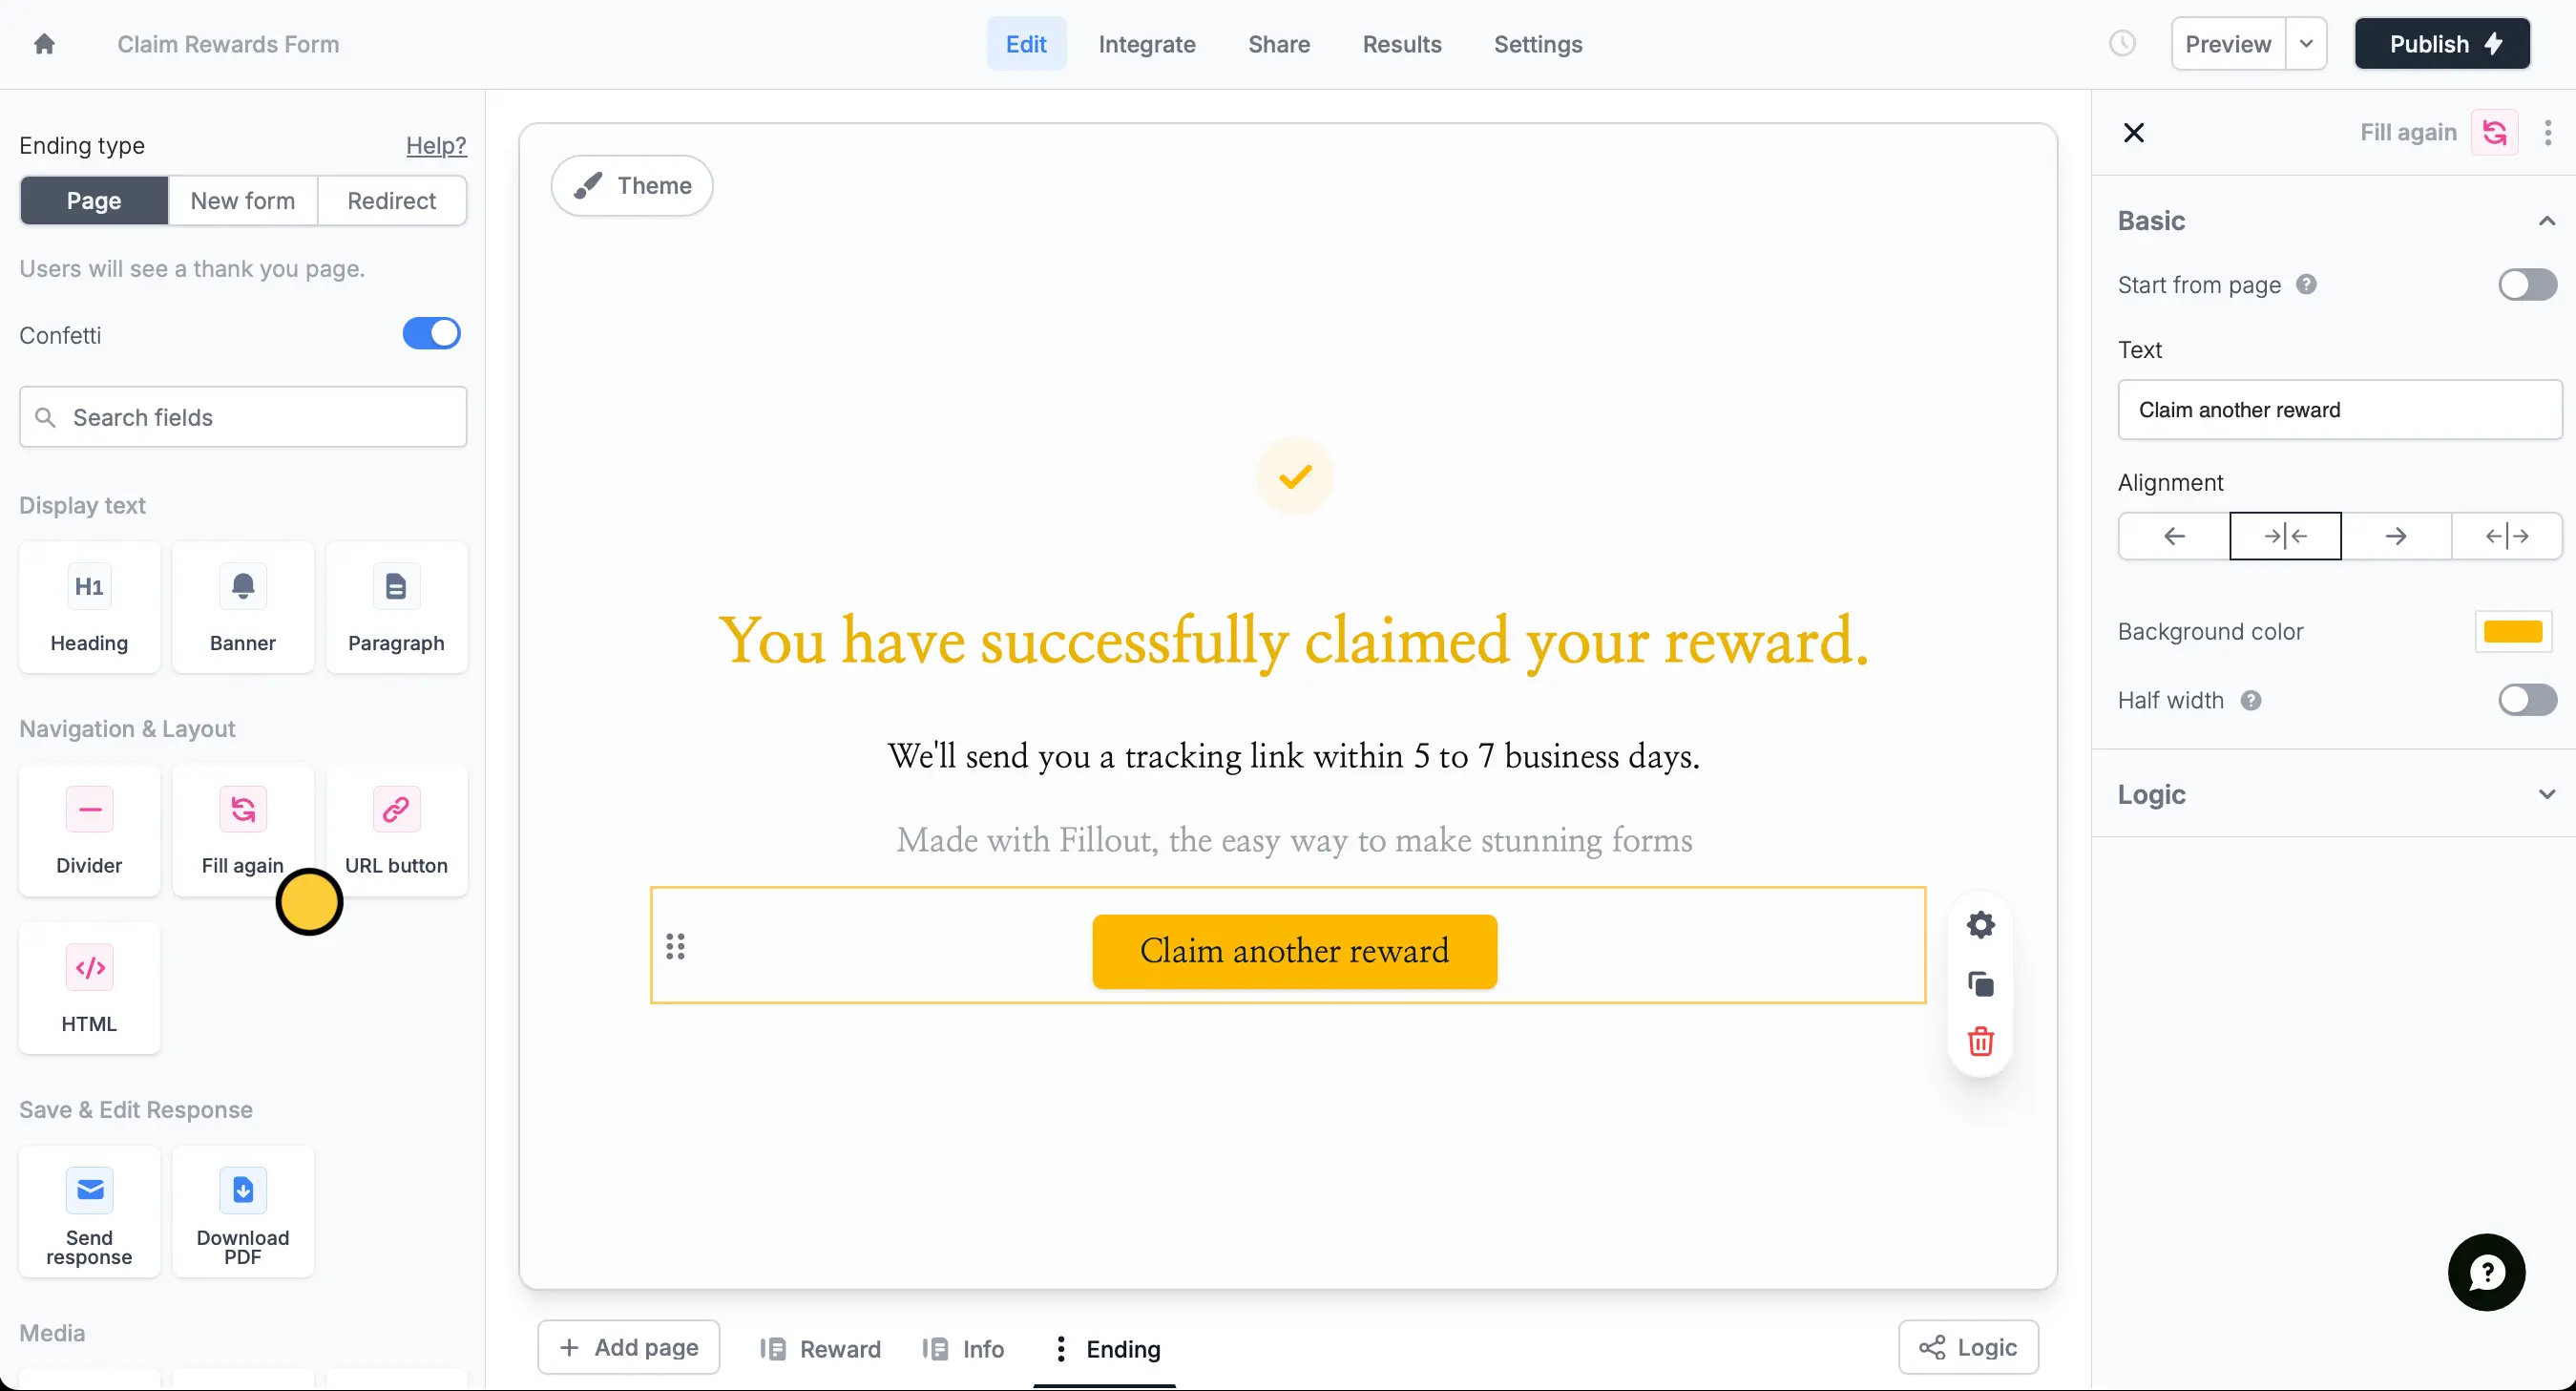 Claim Rewards Form
Edit
Integrate
Share
Results
Settings
Preview
Publish
Ending type
Help?
Page
New form
Redirect
Users will see a thank you page.
Confetti
Search fields
Display text
H1
Heading
Banner
Paragraph
Navigation & Layout
Divider
Fill again
URL button
HTML
Save & Edit Response
Send
response
Download
PDF
Media
Theme
You have successfully claimed your reward.
We'll send you a tracking link within 5 to 7 business days.
Made with Fillout, the easy way to make stunning forms
Claim another reward
Add page
Reward
Info
Ending
Logic
Fill again
Basic
Start from page
Text
Claim another reward
Alignment
Background color
Half width
Logic